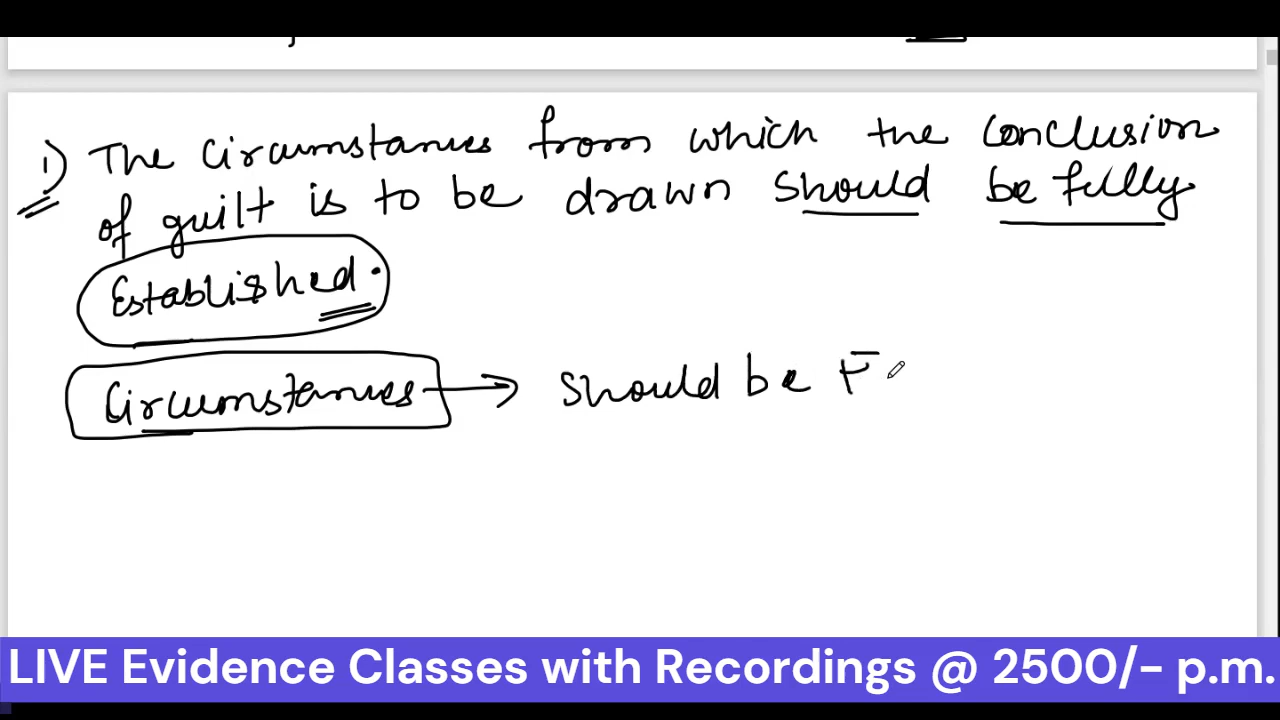 1) The Circumstances from which the Conclusion
of guilt is to be drawn should be fully
Established.
Circumstances → should be F
LIVE Evidence Classes with Recordings @ 2500/- p.m.